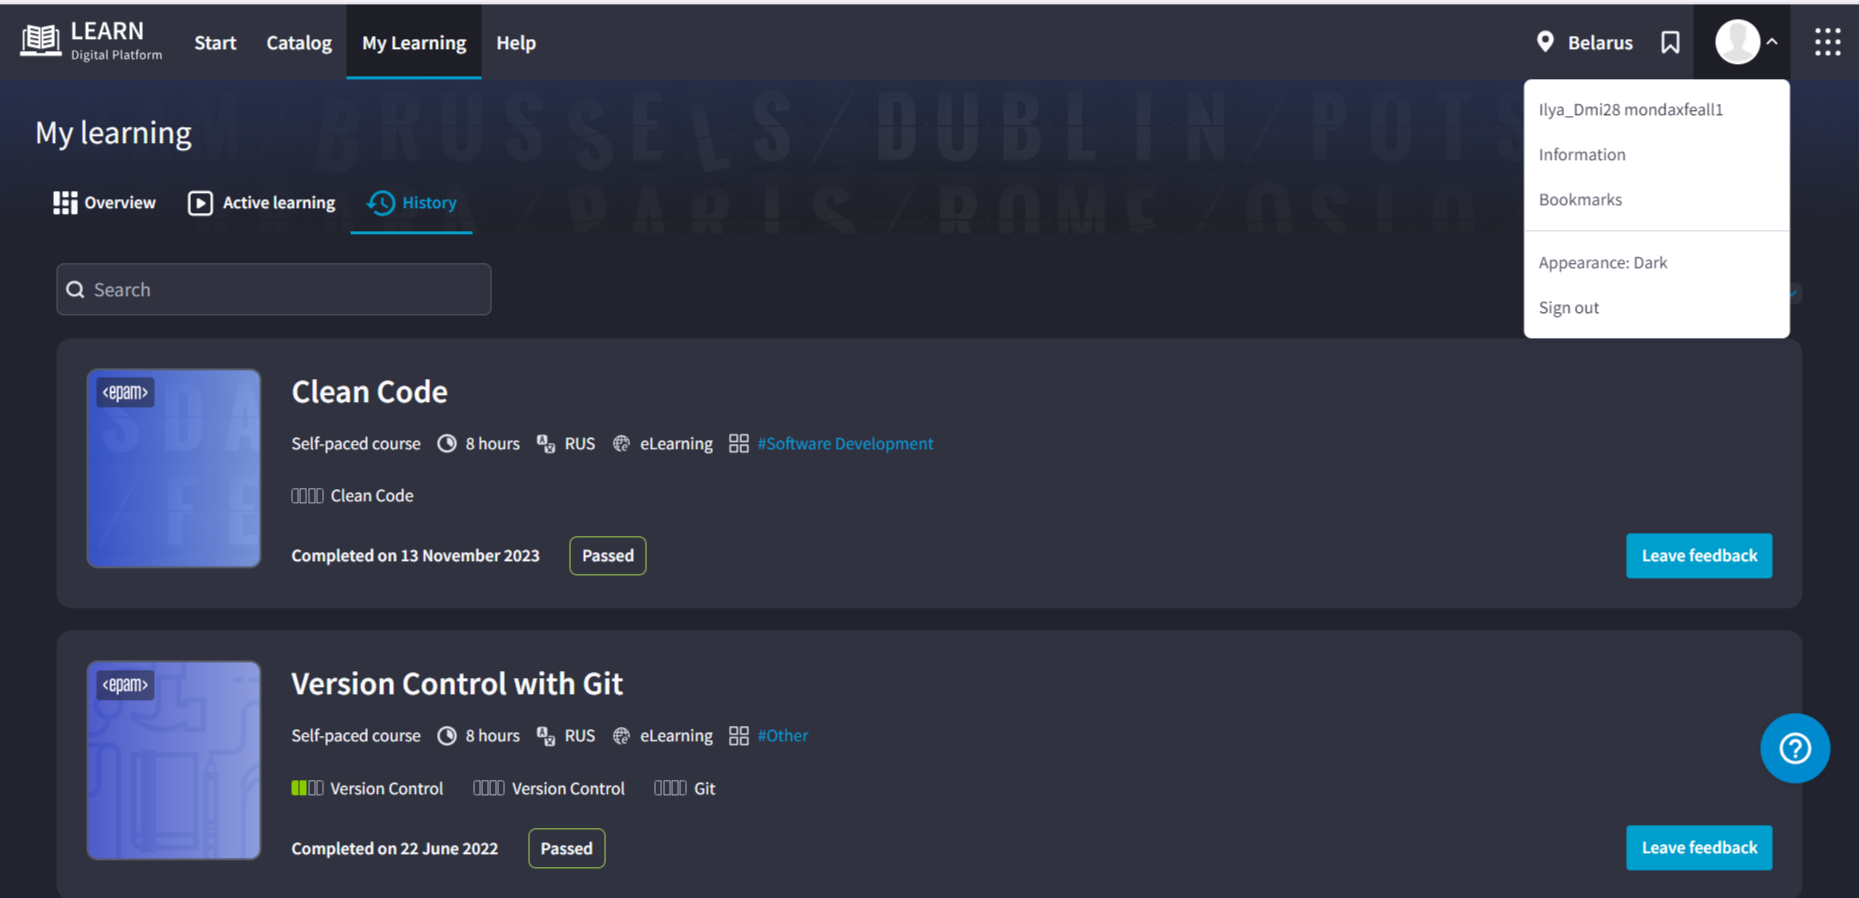 LEARN
Digital Platform
Start Catalog My Learning Help
Belarus
Ilya_Dmi28 mondaxfeall1
Information
Bookmarks
Appearance: Dark
Sign out
BRUSSELS / DUBLIN / POTS
PARIS / ROME / OSLO
My learning
Overview Active learning History
Search
<epam>
SDA
/ FE
Clean Code
Self-paced course 8 hours RUS eLearning #Software Development
Clean Code
Completed on 13 November 2023 Passed
Leave feedback
<epam>
Version Control with Git
Self-paced course 8 hours RUS eLearning #Other
Version Control Version Control Git
Completed on 22 June 2022 Passed
Leave feedback